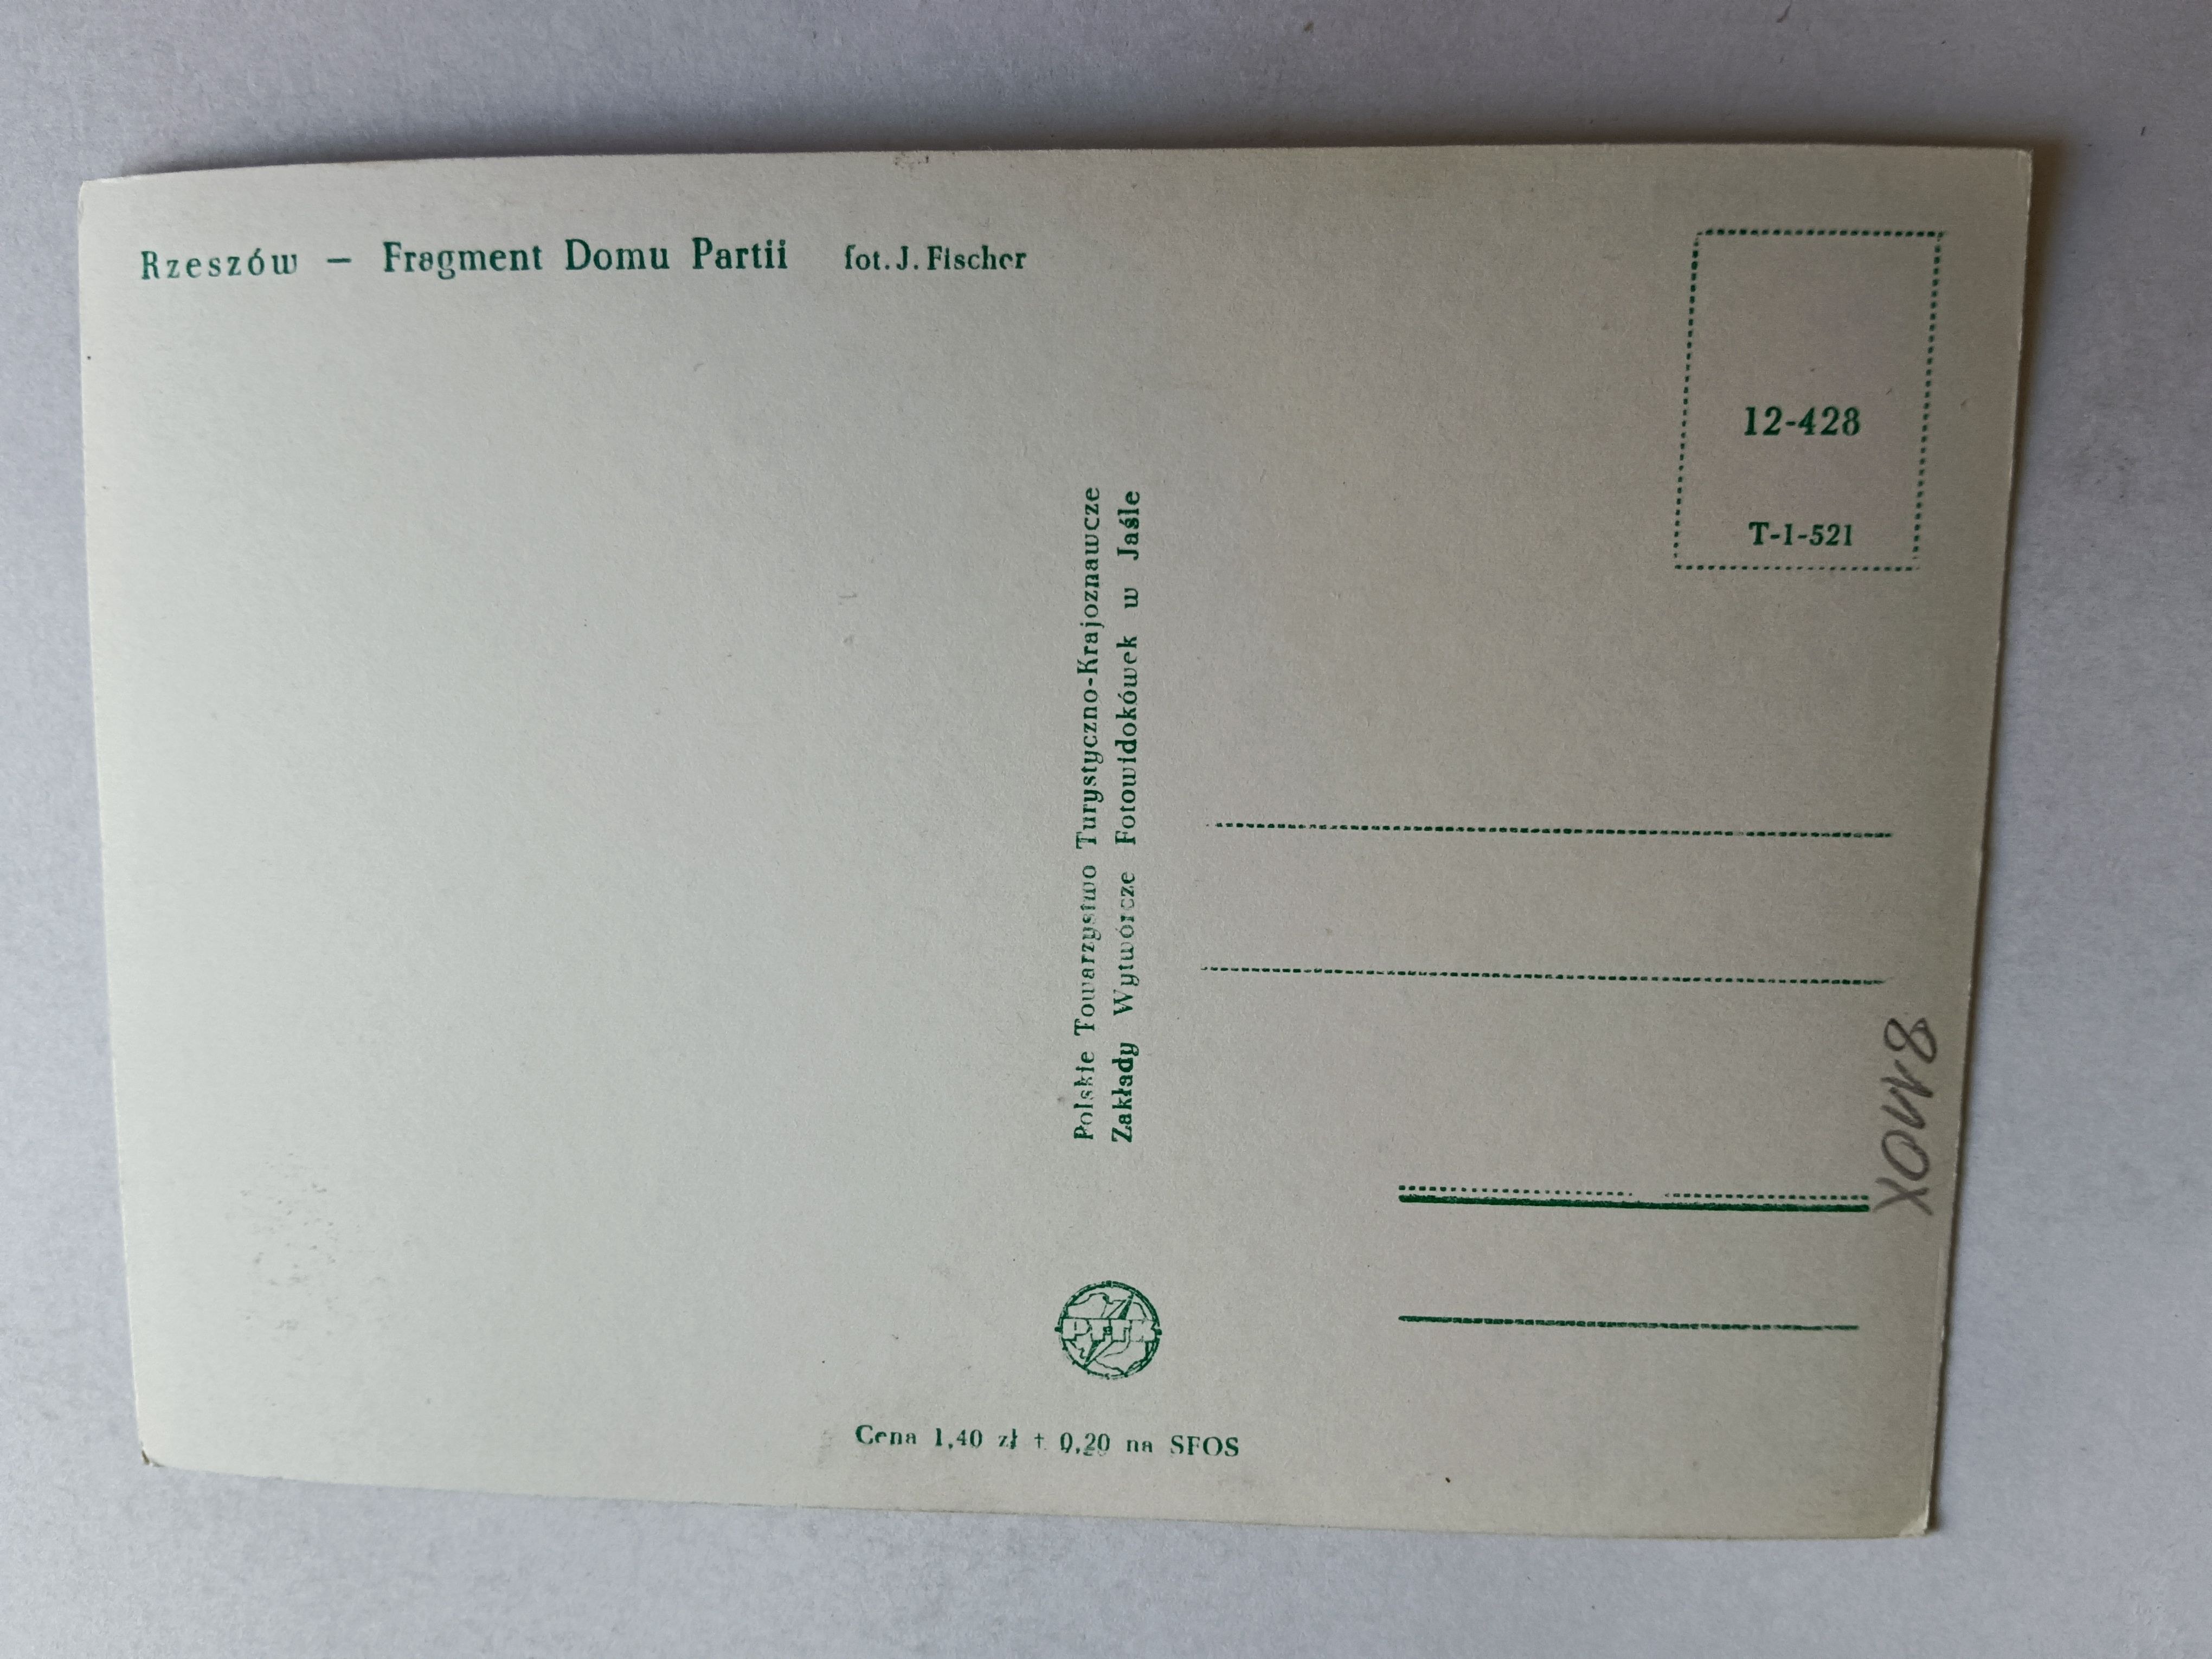 Rzeszów — Fragment Domu Partii fot. J. Fischer
12-428
T-1-521
Polskie Towarzystwo Turystyczno-Krajoznawcze
Zakłady Wytwórcze Fotowidokówek w Jaśle
PTTK
Cena 1,40 zł + 0,20 na SFOS